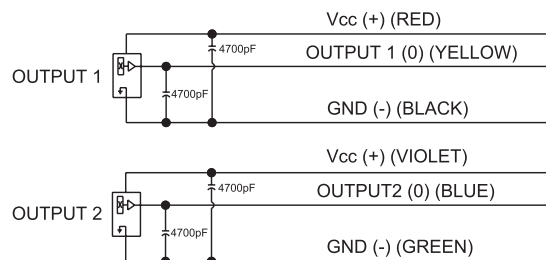 Vcc (+) (RED)
4700pF
OUTPUT 1 (0) (YELLOW)
OUTPUT 1
4700pF
GND (-) (BLACK)
Vcc (+) (VIOLET)
4700pF
OUTPUT2 (0) (BLUE)
OUTPUT 2
4700pF
GND (-) (GREEN)